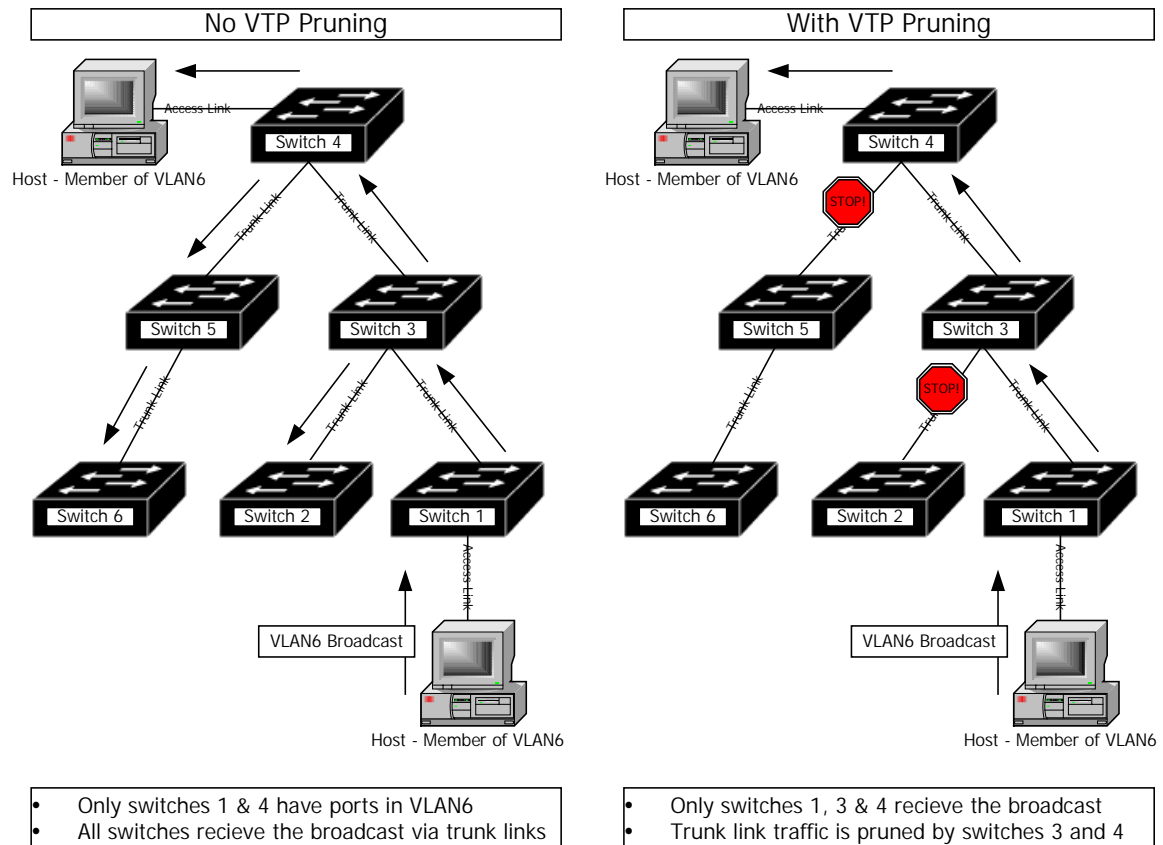 No VTP Pruning
Access Link
Switch 4
Host - Member of VLAN6
Trunk Link
Trunk Link
Switch 5
Switch 3
Trunk Link
Trunk Link
Trunk Link
Switch 6
Switch 2
Switch 1
Access Link
VLAN6 Broadcast
Host - Member of VLAN6
• Only switches 1 & 4 have ports in VLAN6
• All switches recieve the broadcast via trunk links
With VTP Pruning
Access Link
Switch 4
Host - Member of VLAN6
STOP!
Trunk Link
Switch 5
Switch 3
Trunk Link
STOP!
Trunk Link
Switch 6
Switch 2
Switch 1
Access Link
VLAN6 Broadcast
Host - Member of VLAN6
• Only switches 1, 3 & 4 recieve the broadcast
• Trunk link traffic is pruned by switches 3 and 4